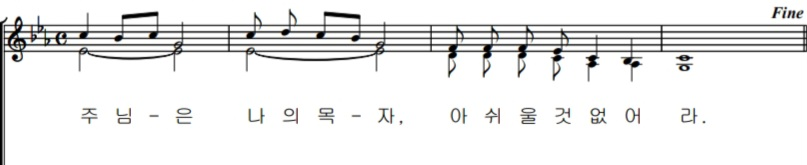 Fine
주 님 - 은 나 의 목 - 자, 아 쉬 울 것 없 어 라.